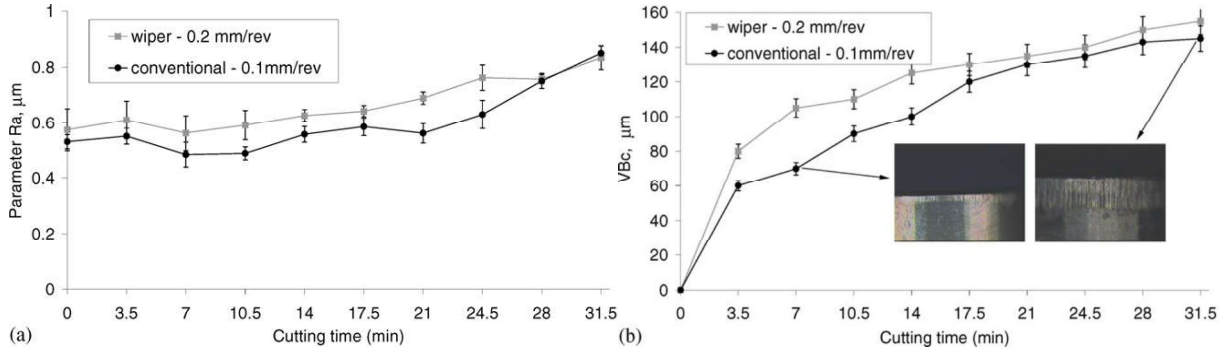 1
0.8
0.6
0.4
0.2
0
Parameter Ra, μm
wiper - 0.2 mm/rev
conventional - 0.1mm/rev
0 3.5 7 10.5 14 17.5 21 24.5 28 31.5
(a) Cutting time (min)
160
140
120
100
80
60
40
20
0
VBc, μm
wiper - 0.2 mm/rev
conventional - 0.1mm/rev
0 3.5 7 10.5 14 17.5 21 24.5 28 31.5
(b) Cutting time (min)